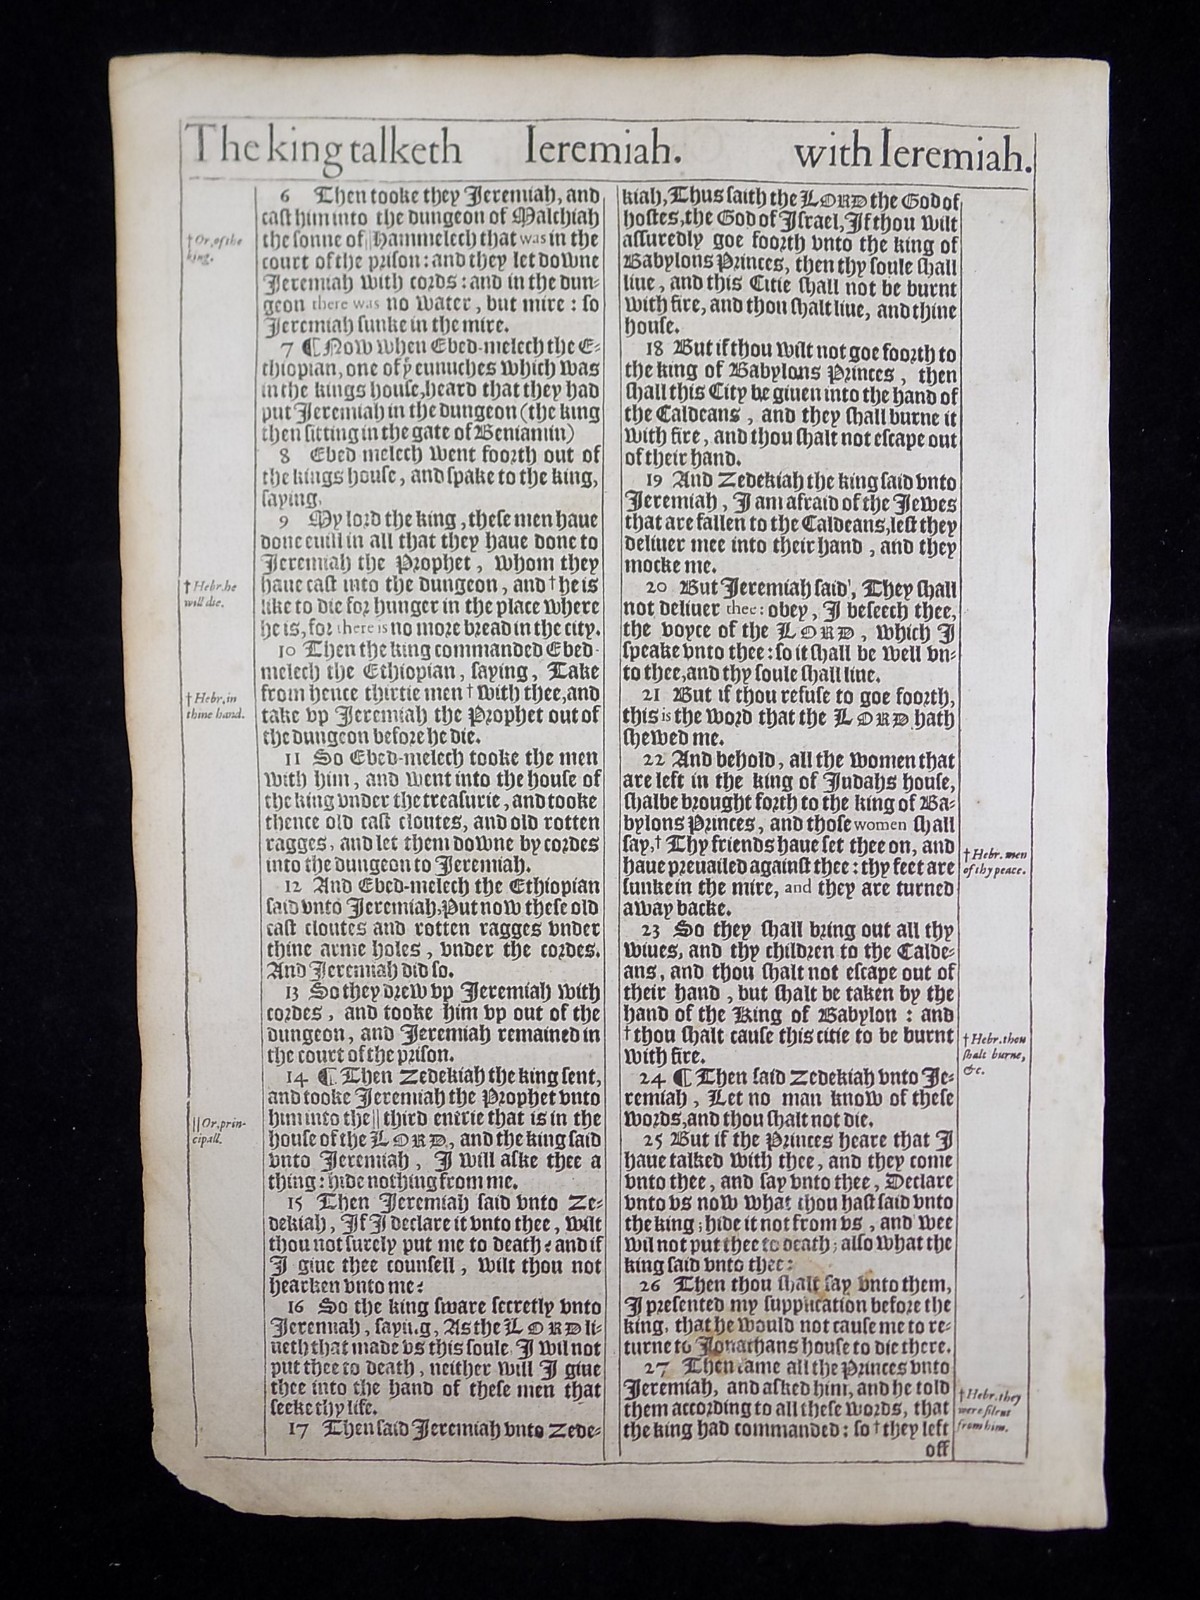 The king talketh Ieremiah. with Ieremiah.
6 Then tooke they Jeremiah, and
cast him into the dungeon of Malchiah
the sonne of ||Hammelech that was in the
court of the prison: and they let downe
Jeremiah with cords: and in the dun-
geon there was no water, but mire: so
Jeremiah sunke in the mire.
7 ¶ Now when Ebed-melech the E-
thiopian, one of yͤ eunuches which was
in the kings house, heard that they had
put Jeremiah in the dungeon (the king
then sitting in the gate of Beniamin)
8 Ebed melech went foorth out of
the kings house, and spake to the king,
saying,
9 My lord the king, these men haue
done euill in all that they haue done to
Jeremiah the Prophet, whom they
haue cast into the dungeon, and †he is
like to die for hunger in the place where
he is, for there is no more bread in the city.
10 Then the king commanded Ebed-
melech the Ethiopian, saying, Take
from hence thirtie men †with thee, and
take vp Jeremiah the Prophet out of
the dungeon before he die.
11 So Ebed-melech tooke the men
with him, and went into the house of
the king vnder the treasurie, and tooke
thence old cast cloutes, and old rotten
ragges, and let them downe by cordes
into the dungeon to Jeremiah.
12 And Ebed-melech the Ethiopian
said vnto Jeremiah, Put now these old
cast cloutes and rotten ragges vnder
thine arme holes, vnder the cordes.
And Jeremiah did so.
13 So they drew vp Jeremiah with
cordes, and tooke him vp out of the
dungeon, and Jeremiah remained in
the court of the prison.
14 ¶ Then Zedekiah the king sent,
and tooke Jeremiah the Prophet vnto
him into the || third entrie that is in the
house of the LORD, and the king said
vnto Jeremiah, I will aske thee a
thing: hide nothing from me.
15 Then Jeremiah said vnto Ze-
dekiah, If I declare it vnto thee, wilt
thou not surely put me to death? and if
I giue thee counsell, wilt thou not
hearken vnto me?
16 So the king sware secretly vnto
Jeremiah, saying, As the LORD li-
ueth that made vs this soule, I wil not
put thee to death, neither will I giue
thee into the hand of these men that
seeke thy life.
17 Then said Jeremiah vnto Zede-
†Or, of the
king.
† Hebr. he
will die.
† Hebr. in
thine hand.
||Or, prin-
cipall.
kiah, Thus saith the LORD the God of
hostes, the God of Israel, If thou wilt
assuredly goe foorth vnto the king of
Babylons Princes, then thy soule shall
liue, and this Citie shall not be burnt
with fire, and thou shalt liue, and thine
house.
18 But if thou wilt not goe foorth to
the king of Babylons Princes, then
shall this City be giuen into the hand of
the Caldeans, and they shall burne it
with fire, and thou shalt not escape out
of their hand.
19 And Zedekiah the king said vnto
Jeremiah, I am afraid of the Jewes
that are fallen to the Caldeans, lest they
deliuer mee into their hand, and they
mocke me.
20 But Jeremiah said, They shall
not deliuer thee: obey, I beseech thee,
the voyce of the LORD, which I
speake vnto thee: so it shall be well vn-
to thee, and thy soule shall liue.
21 But if thou refuse to goe foorth,
this is the word that the LORD hath
shewed me.
22 And behold, all the women that
are left in the king of Judahs house,
shalbe brought forth to the king of Ba-
bylons Princes, and those women shall
say, † Thy friends haue set thee on, and
haue preuailed against thee: thy feet are
sunke in the mire, and they are turned
away backe.
23 So they shall bring out all thy
wiues, and thy children to the Calde-
ans, and thou shalt not escape out of
their hand, but shalt be taken by the
hand of the King of Babylon: and
†thou shalt cause this citie to be burnt
with fire.
24 ¶ Then said Zedekiah vnto Je-
remiah, Let no man know of these
words, and thou shalt not die.
25 But if the Princes heare that I
haue talked with thee, and they come
vnto thee, and say vnto thee, Declare
vnto vs now what thou hast said vnto
the king; hide it not from vs, and wee
wil not put thee to death; also what the
king said vnto thee:
26 Then thou shalt say vnto them,
I presented my supplication before the
king, that he would not cause me to re-
turne to Jonathans house to die there.
27 Then came all the Princes vnto
Jeremiah, and asked him, and he told
them according to all these words, that
the king had commanded: so †they left
off
† Hebr. men
of thy peace.
† Hebr. thou
shalt burne,
&c.
† Hebr. they
were silent
from him.